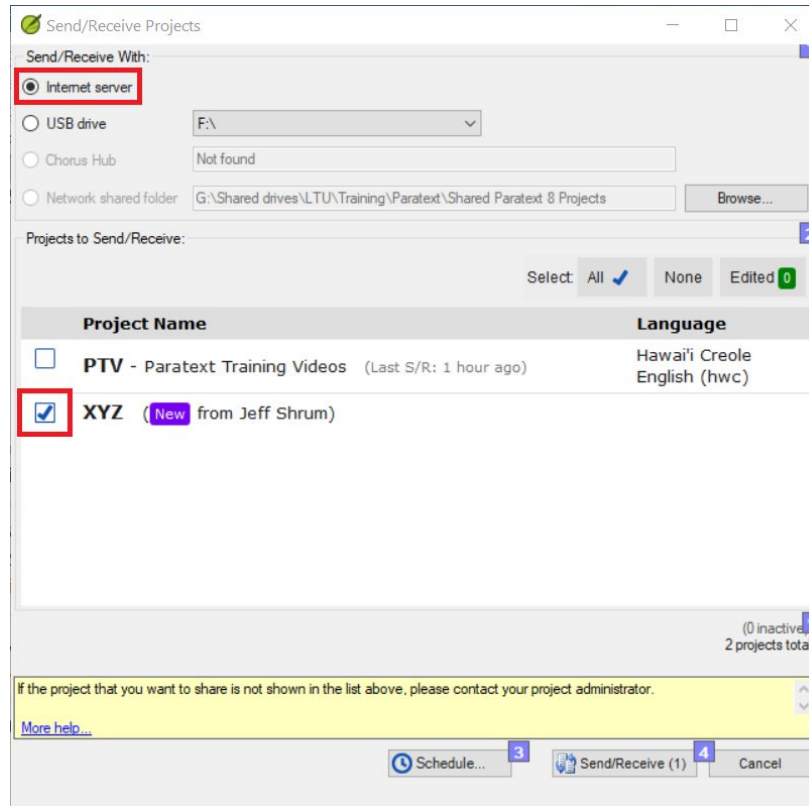 Send/Receive Projects
Send/Receive With:
Internet server
USB drive F:\
Chorus Hub Not found
Network shared folder G:\Shared drives\LTU\Training\Paratext\Shared Paratext 8 Projects Browse...
Projects to Send/Receive:
2
Select: All None Edited 0
Project Name Language
PTV - Paratext Training Videos (Last S/R: 1 hour ago) Hawai'i Creole
English (hwc)
XYZ (New from Jeff Shrum)
(0 inactive)
2 projects tota
If the project that you want to share is not shown in the list above, please contact your project administrator.
More help...
Schedule... 3 Send/Receive (1) 4 Cancel